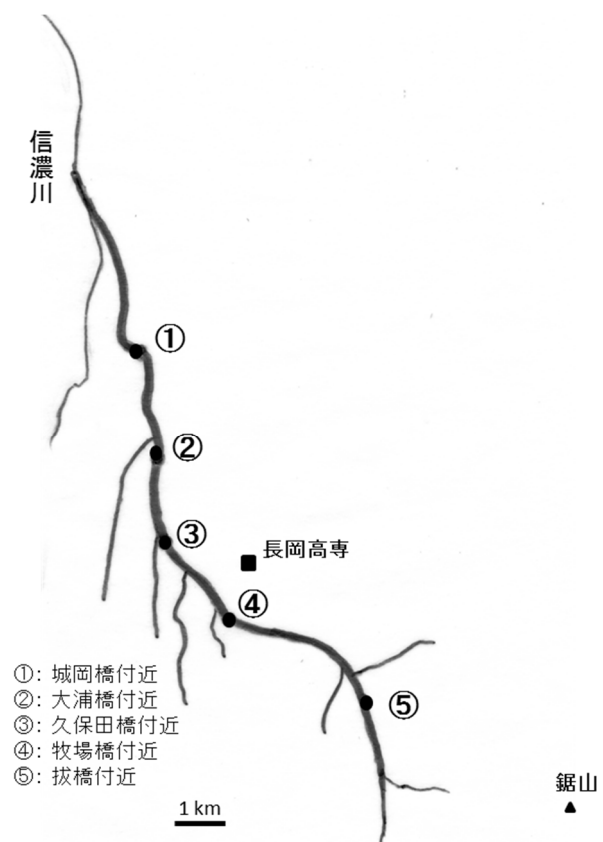 信濃川
①
②
③
長岡高専
④
⑤
①: 城岡橋付近
②: 大浦橋付近
③: 久保田橋付近
④: 牧場橋付近
⑤: 拔橋付近
1 km
鋸山